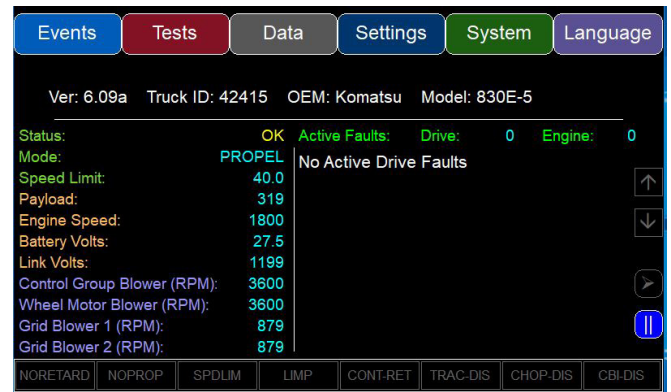 Events Tests Data Settings System Language
Ver: 6.09a Truck ID: 42415 OEM: Komatsu Model: 830E-5
Status: OK Active Faults: Drive: 0 Engine: 0
Mode: PROPEL No Active Drive Faults
Speed Limit: 40.0
Payload: 319
Engine Speed: 1800
Battery Volts: 27.5
Link Volts: 1199
Control Group Blower (RPM): 3600
Wheel Motor Blower (RPM): 3600
Grid Blower 1 (RPM): 879
Grid Blower 2 (RPM): 879
NORETARD NOPROP SPDLIM LIMP CONT-RET TRAC-DIS CHOP-DIS CBI-DIS